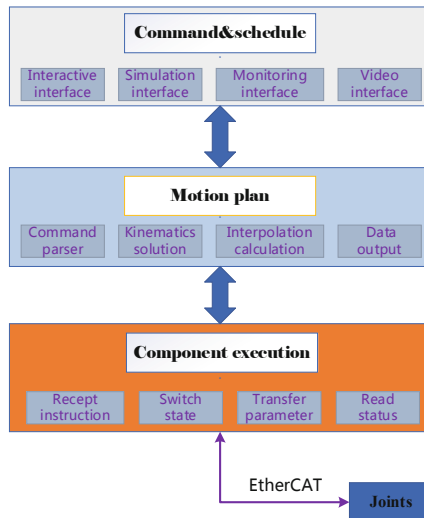 Command&schedule
Interactive Simulation Monitoring Video
interface interface interface interface
Motion plan
Command Kinematics Interpolation Data
parser solution calculation output
Component execution
Recept Switch Transfer Read
instruction state parameter status
EtherCAT
Joints